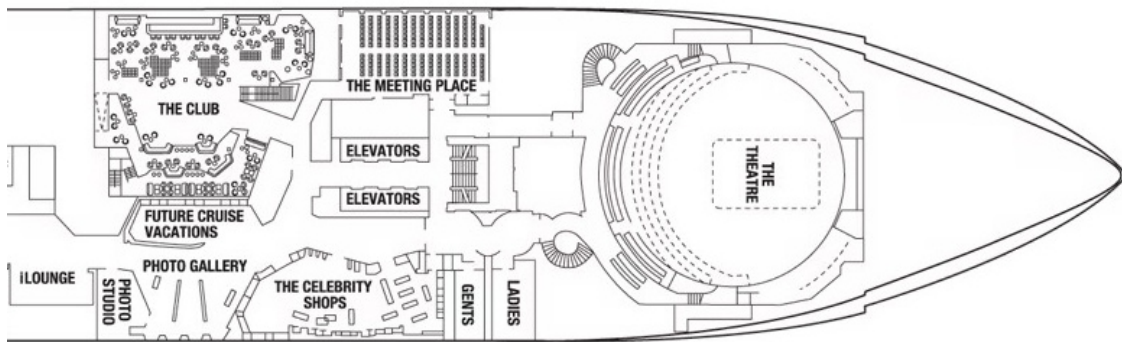 THE MEETING PLACE
THE CLUB
ELEVATORS
ELEVATORS
THE
THEATRE
FUTURE CRUISE
VACATIONS
PHOTO GALLERY
iLOUNGE
PHOTO
STUDIO
THE CELEBRITY
SHOPS
GENTS
LADIES